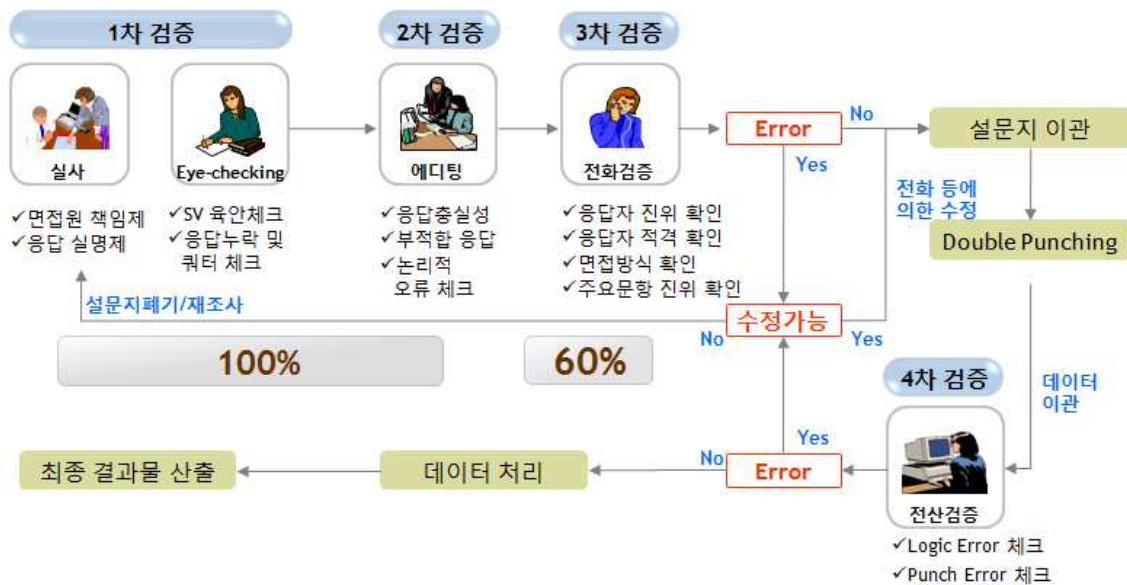 1차 검증
2차 검증
3차 검증
실사
Eye-checking
에디팅
전화검증
Error
No
Yes
설문지 이관
전화 등에
의한 수정
Double Punching
✓면접원 책임제
✓응답 실명제
✓SV 육안체크
✓응답누락 및
쿼터 체크
✓응답충실성
✓부적합 응답
✓논리적
오류 체크
✓응답자 진위 확인
✓응답자 적격 확인
✓면접방식 확인
✓주요문항 진위 확인
설문지폐기/재조사
수정가능
No
Yes
100%
60%
4차 검증
데이터
이관
최종 결과물 산출
데이터 처리
No
Yes
Error
전산검증
✓Logic Error 체크
✓Punch Error 체크